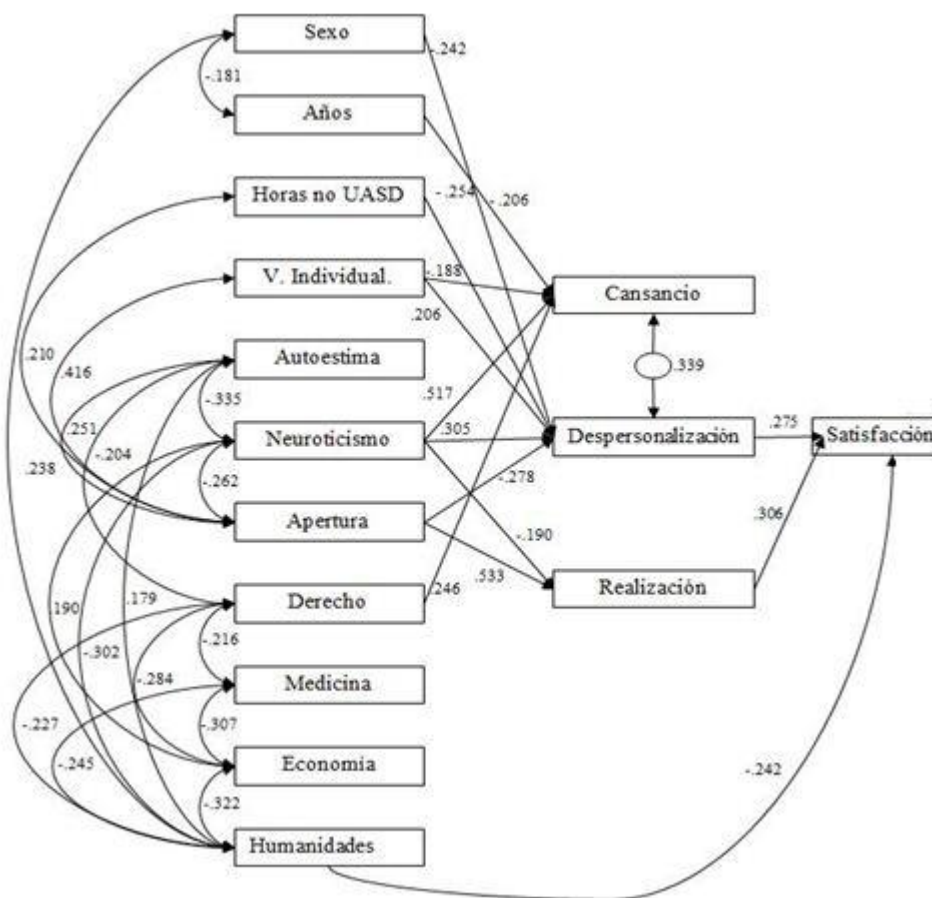 Sexo
-.242
-.181
Años
Horas no UASD
-.254
-.206
V. Individual.
-.188
Cansancio
.206
.210
.416
Autoestima
.339
-.335
.517
.251
Neuroticismo
.305
Despersonalización
.275
Satisfacción
-.204
.238
-.262
-.278
Apertura
-.190
.306
.533
.246
Realización
Derecho
.190
.179
-.216
-.302
-.284
Medicina
-.227
-.307
-.245
Economía
-.242
-.322
Humanidades